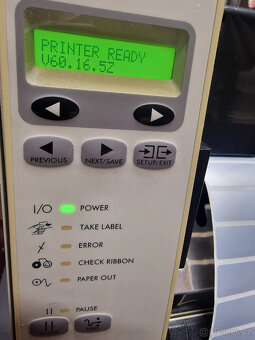 PRINTER READY
V60.16.5Z
PREVIOUS
NEXT/SAVE
SETUP/EXIT
I/O POWER
TAKE LABEL
ERROR
CHECK RIBBON
PAPER OUT
PAUSE
FEED